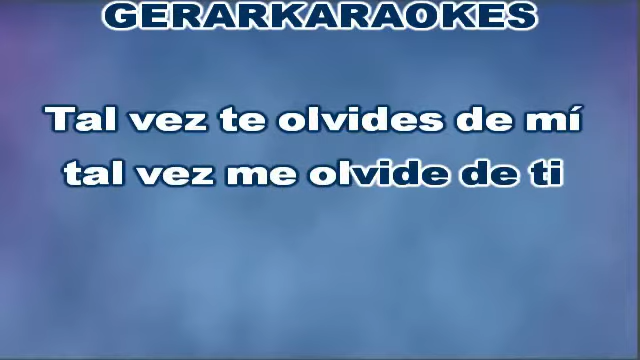 GERARKARAOKES
Tal vez te olvides de mí
tal vez me olvide de ti